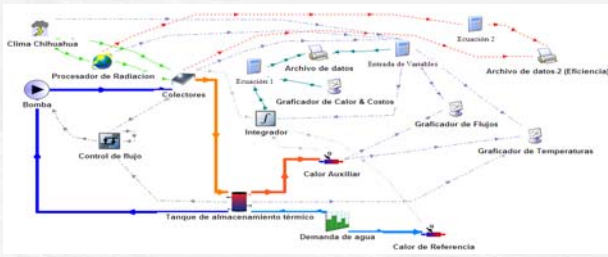 Clima Chihuahua
Ecuación 2
Procesador de Radiacion
Archivo de datos
Entrada de Variables
Archivo de datos-2 (Eficiencia)
Colectores
Ecuación 1
Graficador de Calor & Costos
Bomba
Integrador
Graficador de Flujos
Control de Bujo
Graficador de Temperaturas
Calor Auxiliar
Tanque de almacenamiento térmico
Demanda de agua
Calor de Referencia